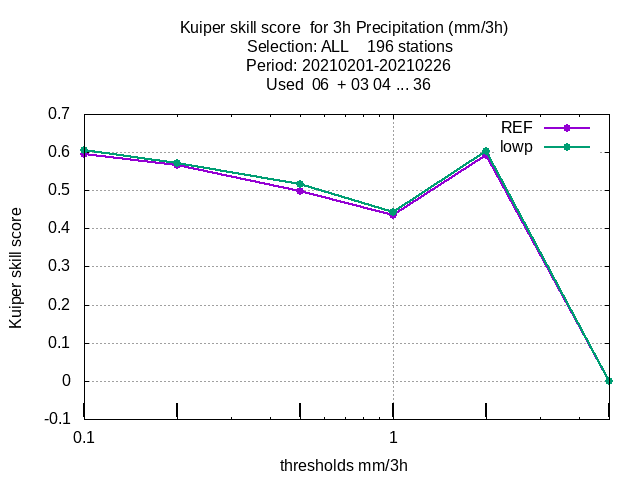 Kuiper skill score  for 3h Precipitation (mm/3h)
Selection: ALL    196 stations
Period: 20210201-20210226
Used  06  + 03 04 ... 36
REF
lowp
0.7
0.6
0.5
0.4
0.3
0.2
0.1
0
-0.1
Kuiper skill score
0.1
1
thresholds mm/3h